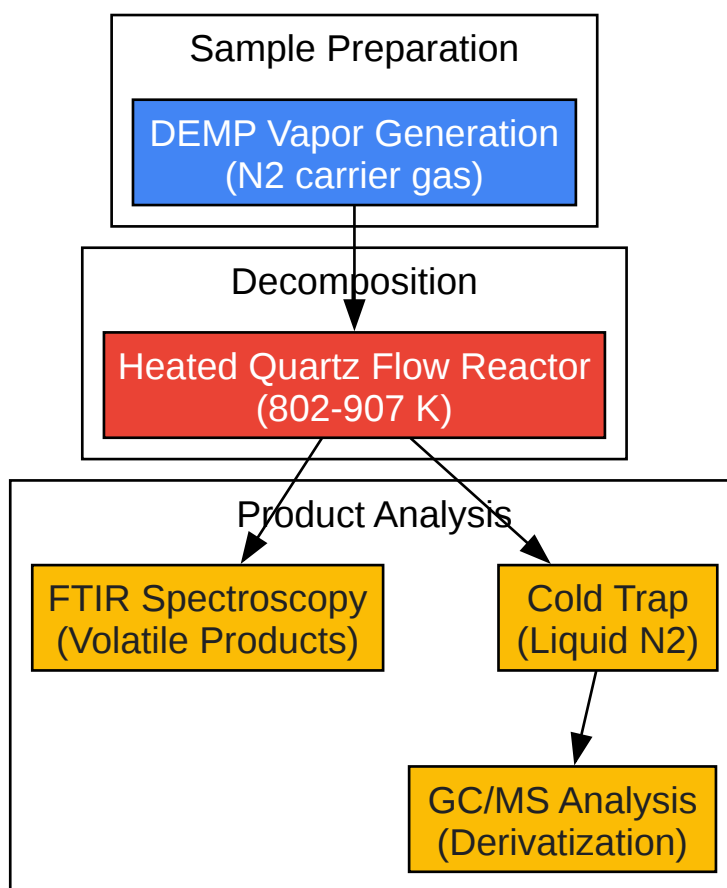 Sample Preparation
DEMP Vapor Generation
(N2 carrier gas)
Decomposition
Heated Quartz Flow Reactor
(802-907 K)
Product Analysis
FTIR Spectroscopy
(Volatile Products)
Cold Trap
(Liquid N2)
GC/MS Analysis
(Derivatization)